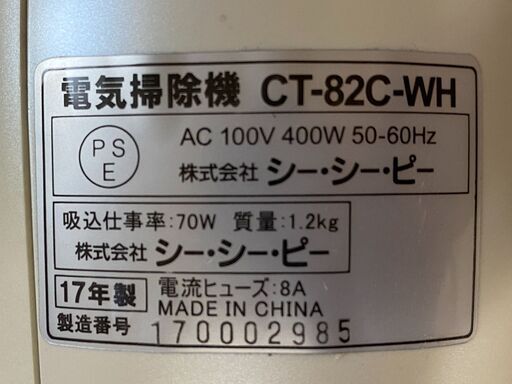 電気掃除機 CT-82C-WH
PS
E
AC 100V 400W 50-60Hz
株式会社 シー・シー・ピー
吸込仕事率:70W 質量:1.2kg
株式会社 シー・シー・ピー
17年製 電流ヒューズ:8A
MADE IN CHINA
製造番号 170002985